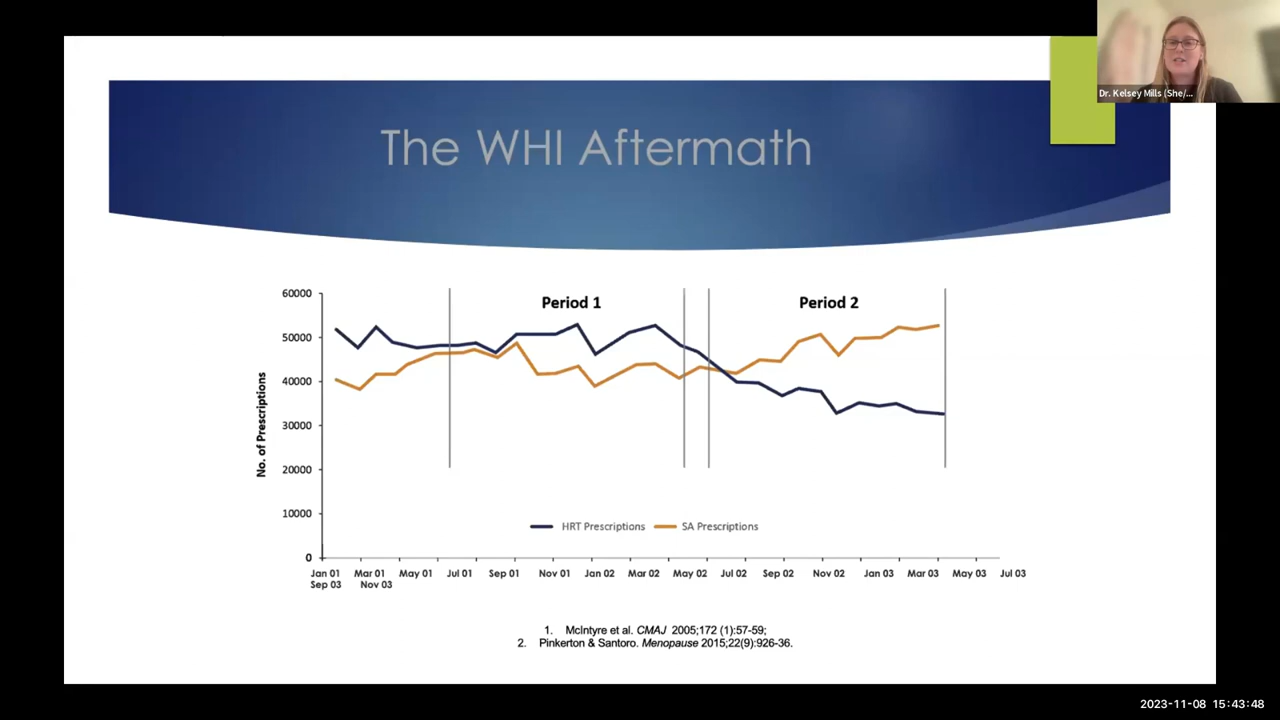 Dr. Kelsey Mills (She/...
The WHI Aftermath
Period 1
Period 2
60000
50000
40000
30000
20000
10000
0
No. of Prescriptions
HRT Prescriptions
SA Prescriptions
Jan 01 Mar 01 May 01 Jul 01 Sep 01 Nov 01 Jan 02 Mar 02 May 02 Jul 02 Sep 02 Nov 02 Jan 03 Mar 03 May 03 Jul 03
Sep 03 Nov 03
1. McIntyre et al. CMAJ 2005;172 (1):57-59;
2. Pinkerton & Santoro. Menopause 2015;22(9):926-36.
2023-11-08 15:43:48